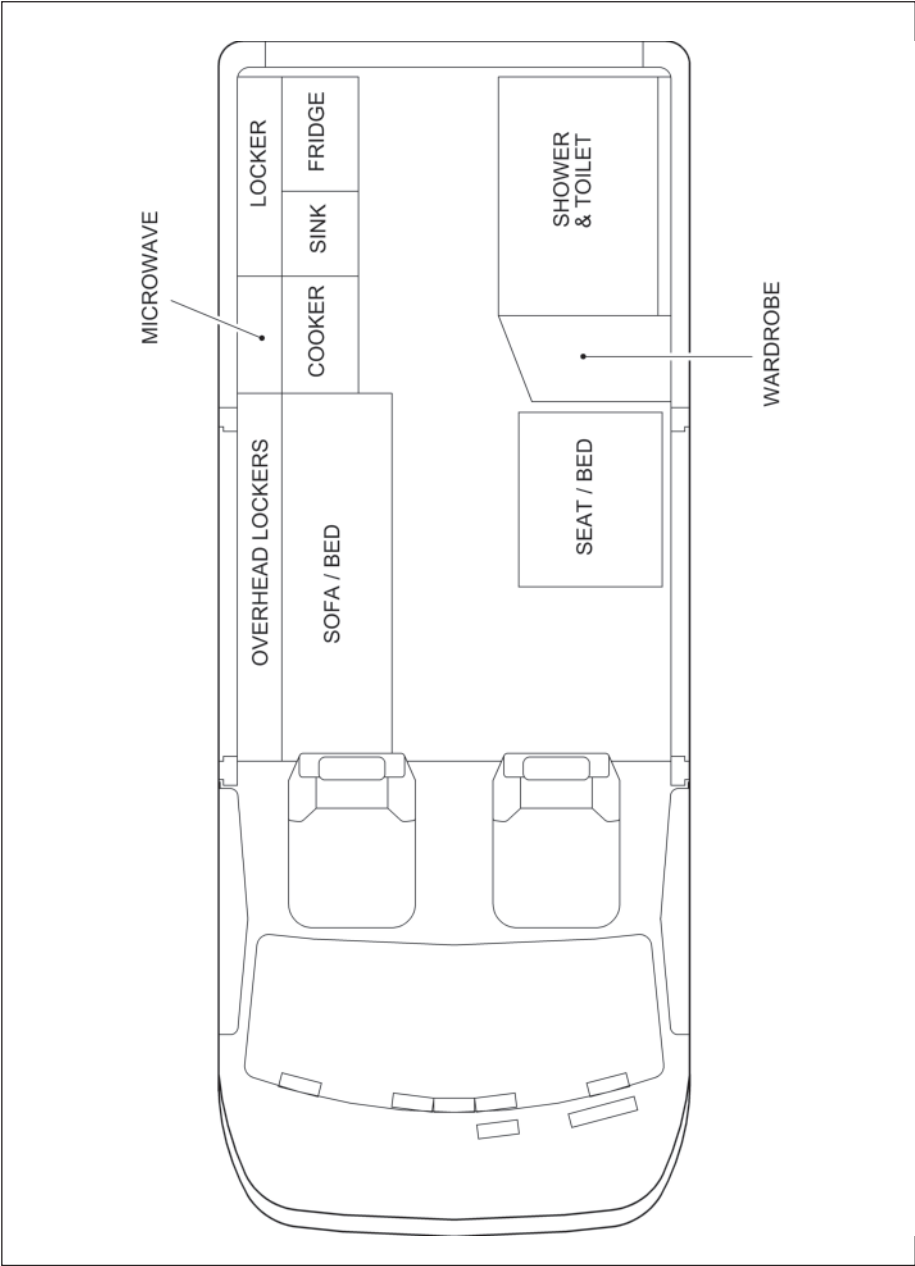 MICROWAVE
LOCKER
FRIDGE
SINK
COOKER
OVERHEAD LOCKERS
SOFA / BED
SHOWER
& TOILET
WARDROBE
SEAT / BED